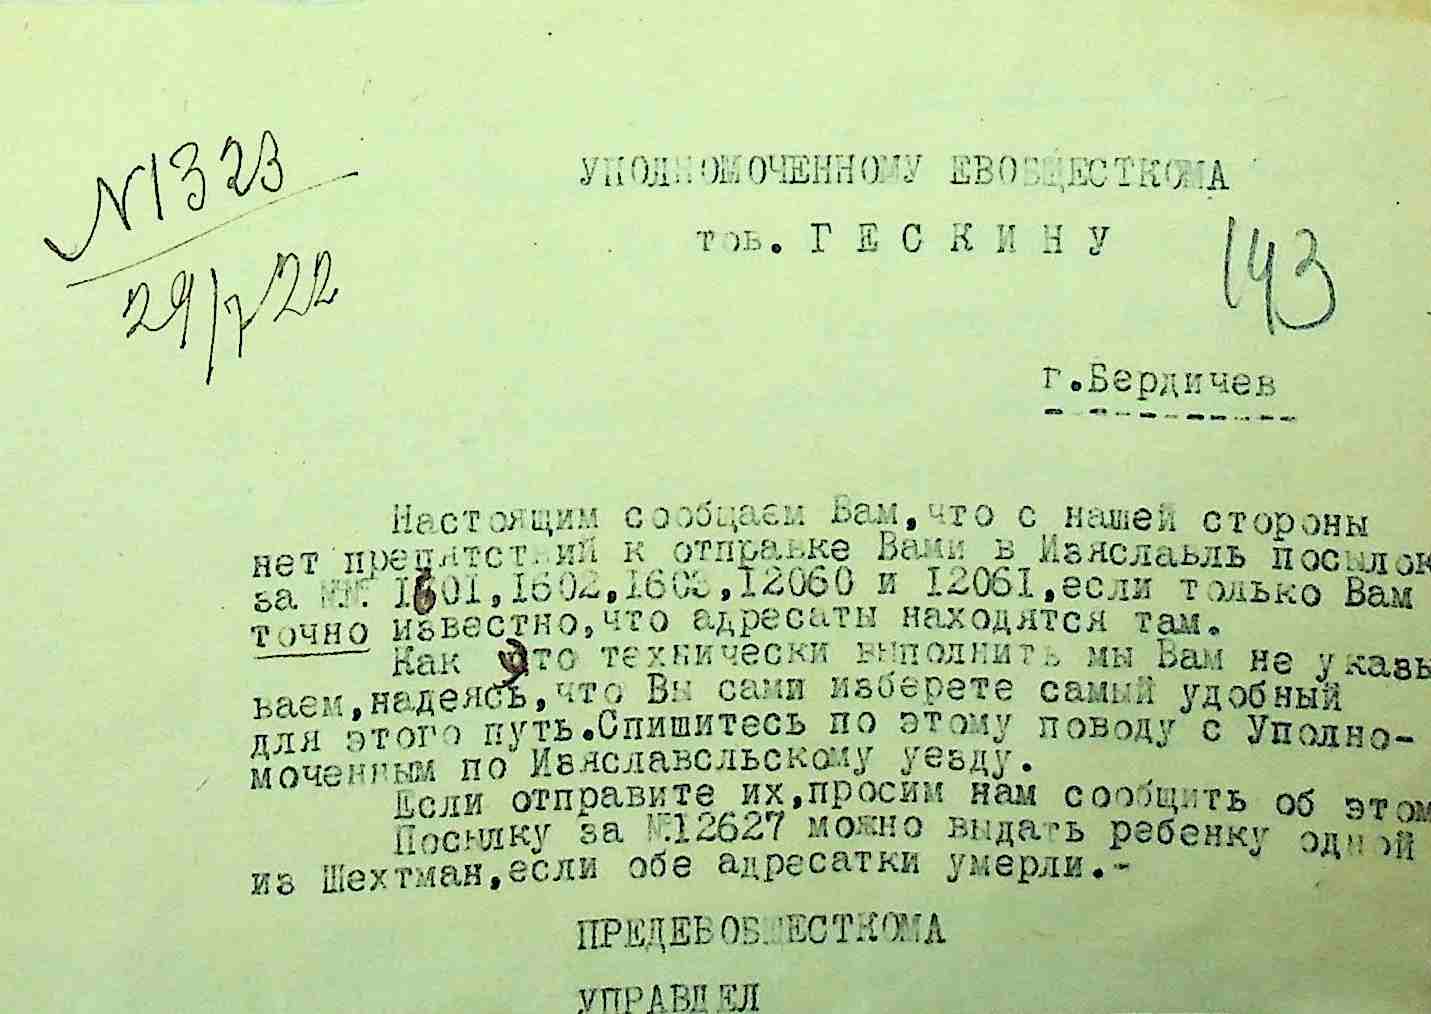 N1323
29/7 22
УПОЛНОМОЧЕННОМУ ЕВОБЩЕСТКОМА
тов. ГЕСКИНУ
143
г.Бердичев
Настоящим сообщаем Вам,что с нашей стороны
нет препятствий к отправке Вами в Изяславль посылок
за №№ 1601,1602,1603,12060 и 12061,если только Вам
точно известно,что адресаты находятся там.
Как это технически выполнить мы Вам не указы
ваем,надеясь,что Вы сами изберете самый удобный
для этого путь.Спишитесь по этому поводу с Уполно-
моченным по Изяславсльскому уезду.
Если отправите их,просим нам сообщить об этом
Посылку за №12627 можно выдать ребенку одной
из Шехтман,если обе адресатки умерли.-
ПРЕДЕВОБЩЕСТКОМА
УПРАВДЕЛ